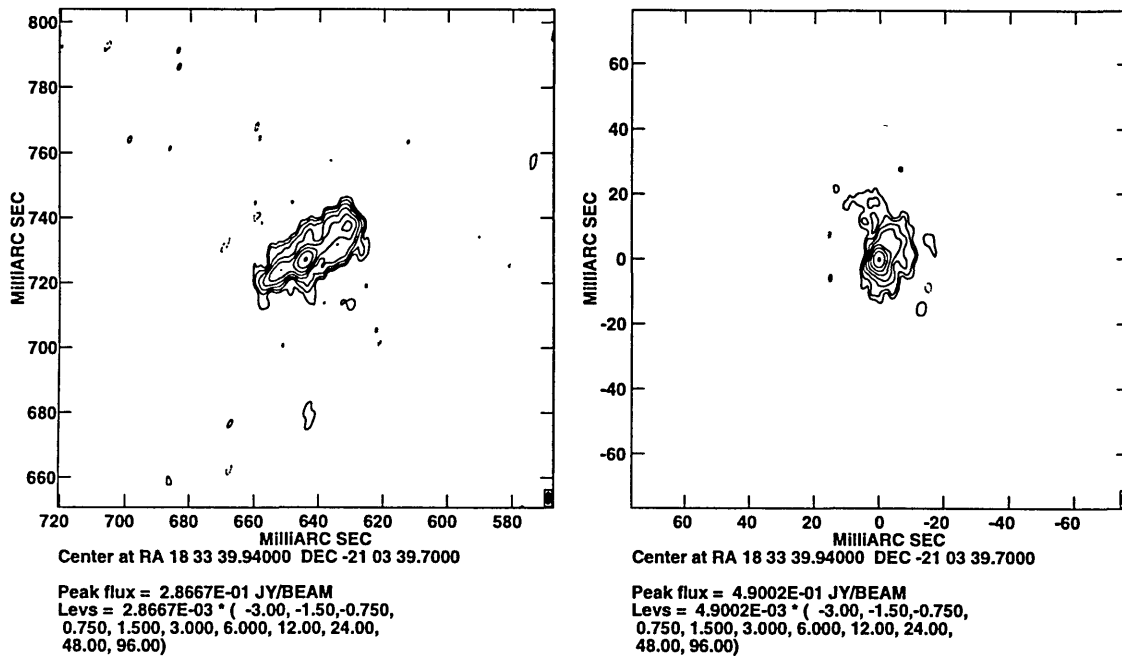 800
780
760
740
720
700
680
660
MilliARC SEC
720 700 680 660 640 620 600 580
MilliARC SEC
Center at RA 18 33 39.94000 DEC -21 03 39.7000
Peak flux = 2.8667E-01 JY/BEAM
Levs = 2.8667E-03 * ( -3.00, -1.50,-0.750,
0.750, 1.500, 3.000, 6.000, 12.00, 24.00,
48.00, 96.00)
60
40
20
0
-20
-40
-60
MilliARC SEC
60 40 20 0 -20 -40 -60
MilliARC SEC
Center at RA 18 33 39.94000 DEC -21 03 39.7000
Peak flux = 4.9002E-01 JY/BEAM
Levs = 4.9002E-03 * ( -3.00, -1.50,-0.750,
0.750, 1.500, 3.000, 6.000, 12.00, 24.00,
48.00, 96.00)